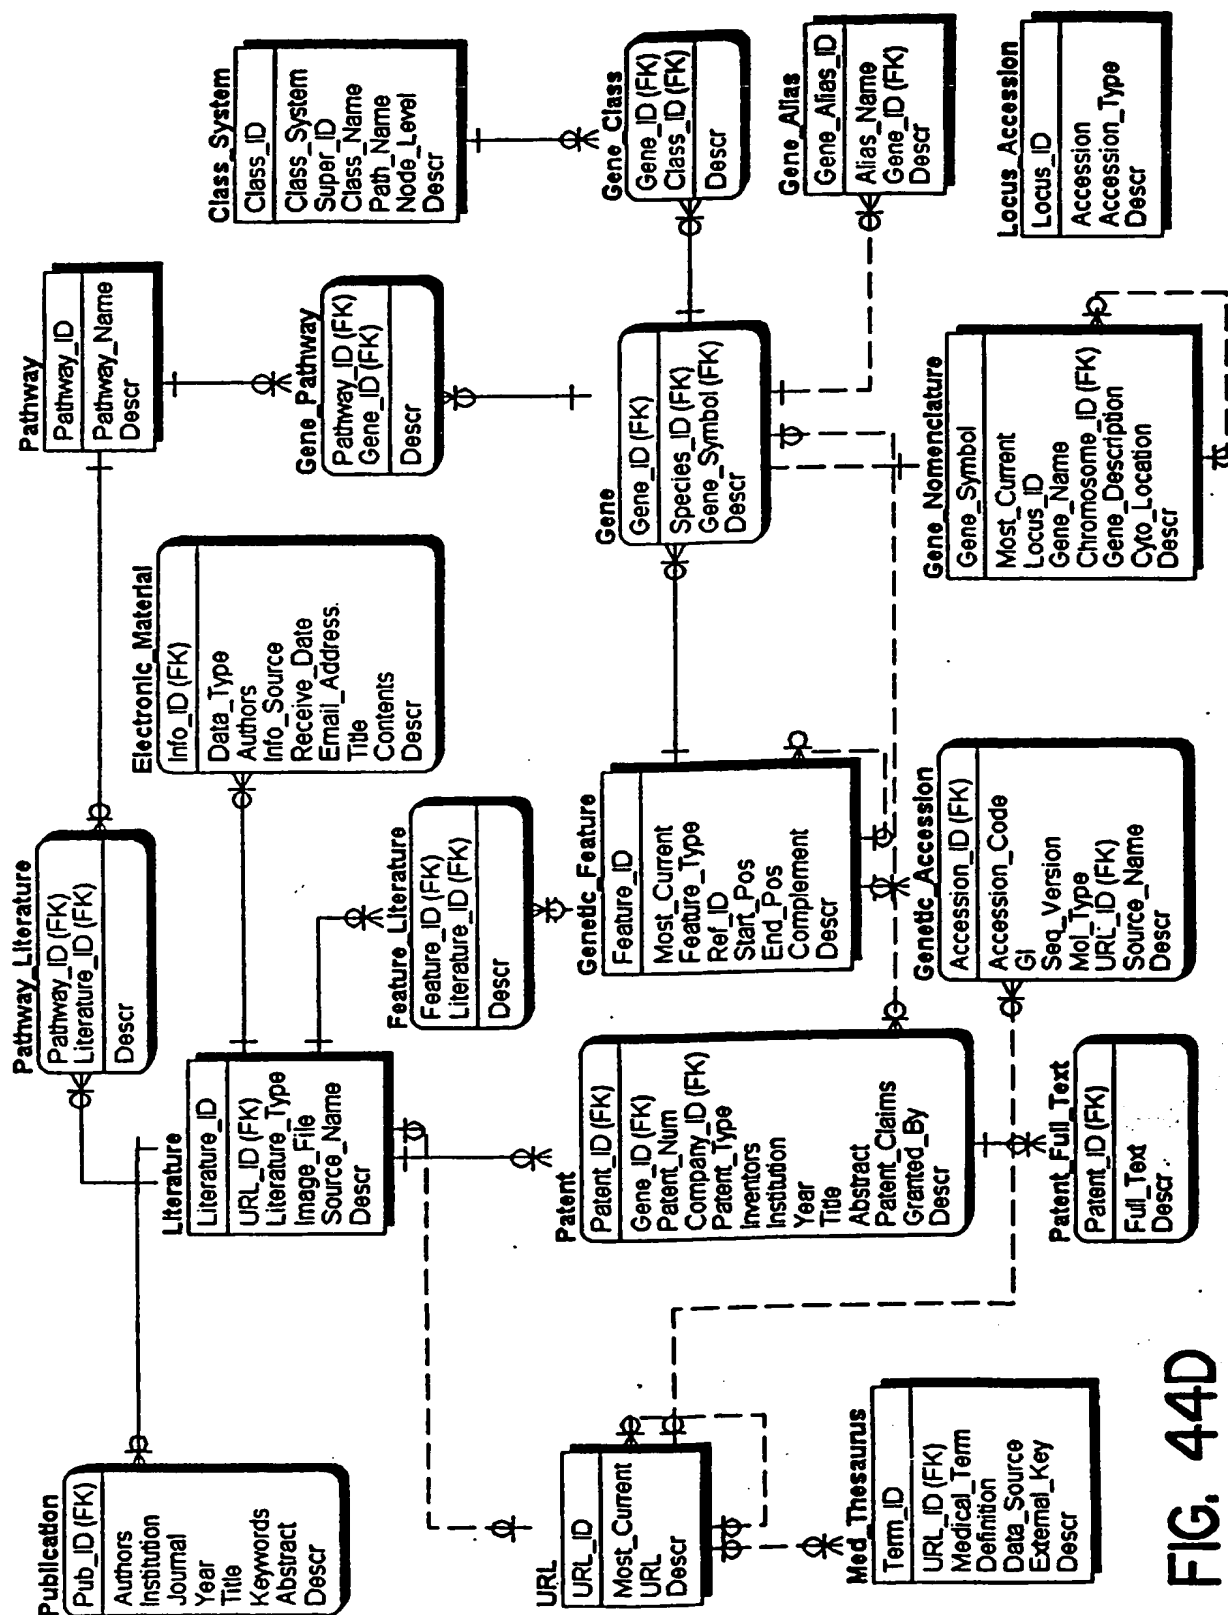 Publication
Pub_ID (FK)
Authors
Institution
Journal
Year
Title
Keywords
Abstract
Descr
Pathway_Literature
Pathway_ID (FK)
Literature_ID (FK)
Descr
Pathway
Pathway_ID
Pathway_Name
Descr
Literature
Literature_ID
URL_ID (FK)
Literature_Type
Image_File
Source_Name
Descr
Electronic_Material
Info_ID (FK)
Data_Type
Authors
Info_Source
Receive_Date
Email_Address.
Title
Contents
Descr
Gene_Pathway
Pathway_ID (FK)
Gene_ID (FK)
Descr
Class_System
Class_ID
Class_System
Super_ID
Class_Name
Path_Name
Node_Level
Descr
Feature_Literature
Feature_ID (FK)
Literature_ID (FK)
Descr
URL
URL_ID
Most_Current
URL
Descr
Patent
Patent_ID (FK)
Gene_ID (FK)
Patent_Num
Company_ID (FK)
Patent_Type
Inventors
Institution
Year
Title
Abstract
Patent_Claims
Granted_By
Descr
Genetic_Feature
Feature_ID
Most_Current
Feature_Type
Ref_ID
Start_Pos
End_Pos
Complement
Descr
Gene
Gene_ID (FK)
Species_ID (FK)
Gene_Symbol (FK)
Descr
Gene_Class
Gene_ID (FK)
Class_ID (FK)
Descr
Gene_Alias
Gene_Alias_ID
Alias_Name
Gene_ID (FK)
Descr
Med_Thesaurus
Term_ID
URL_ID (FK)
Medical_Term
Definition
Data_Source
External_Key
Descr
Patent_Full_Text
Patent_ID (FK)
Full_Text
Descr
Genetic_Accession
Accession_ID (FK)
Accession_Code
GI
Seq_Version
Mol_Type
URL_ID (FK)
Source_Name
Descr
Gene_Nomenclature
Gene_Symbol
Most_Current
Locus_ID
Gene_Name
Chromosome_ID (FK)
Gene_Description
Cyto_Location
Descr
Locus_Accession
Locus_ID
Accession
Accession_Type
Descr
FIG. 44D